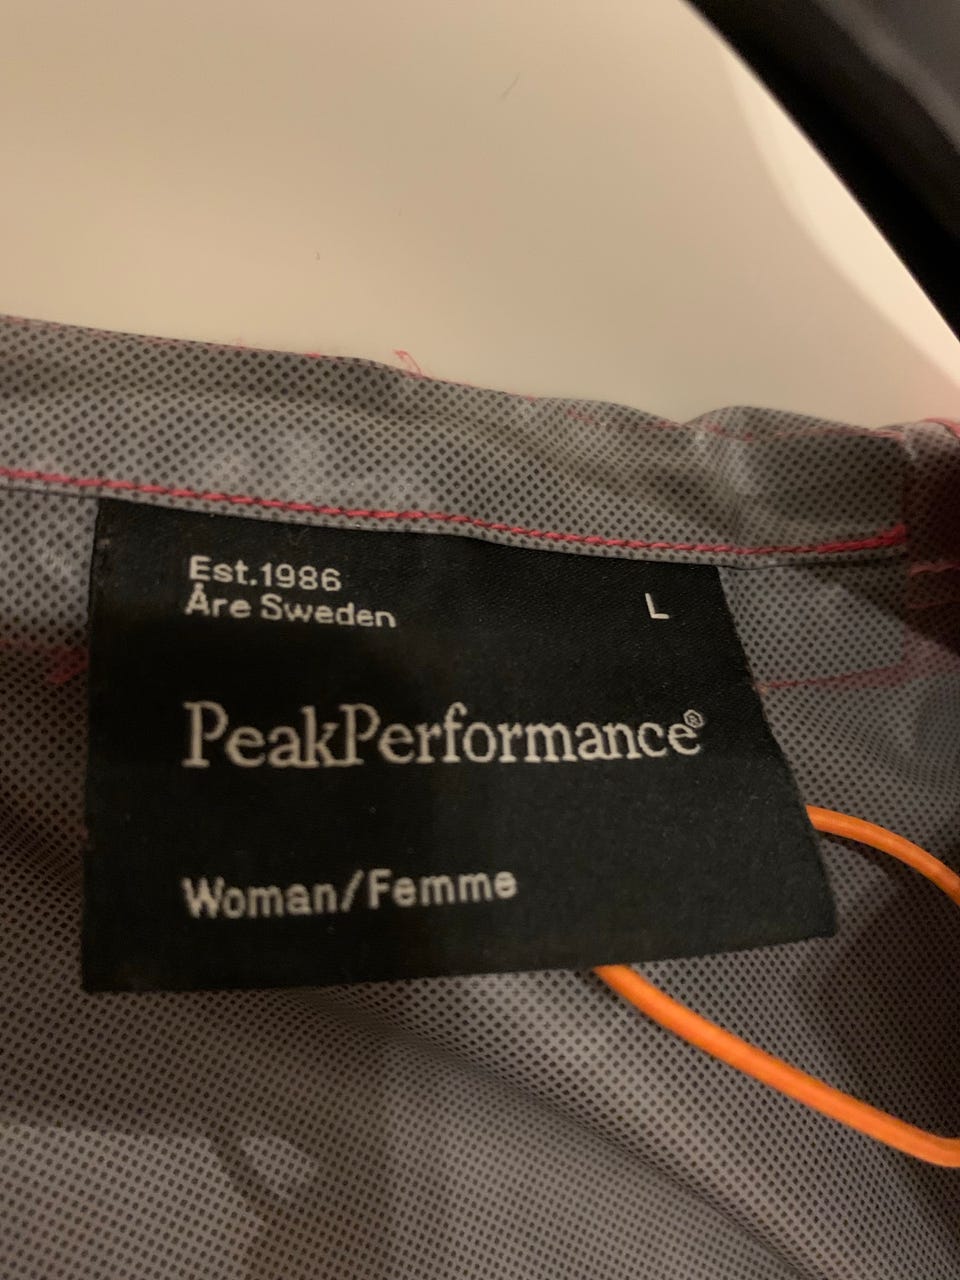 Est.1986
Åre Sweden
L
PeakPerformance®
Woman/Femme